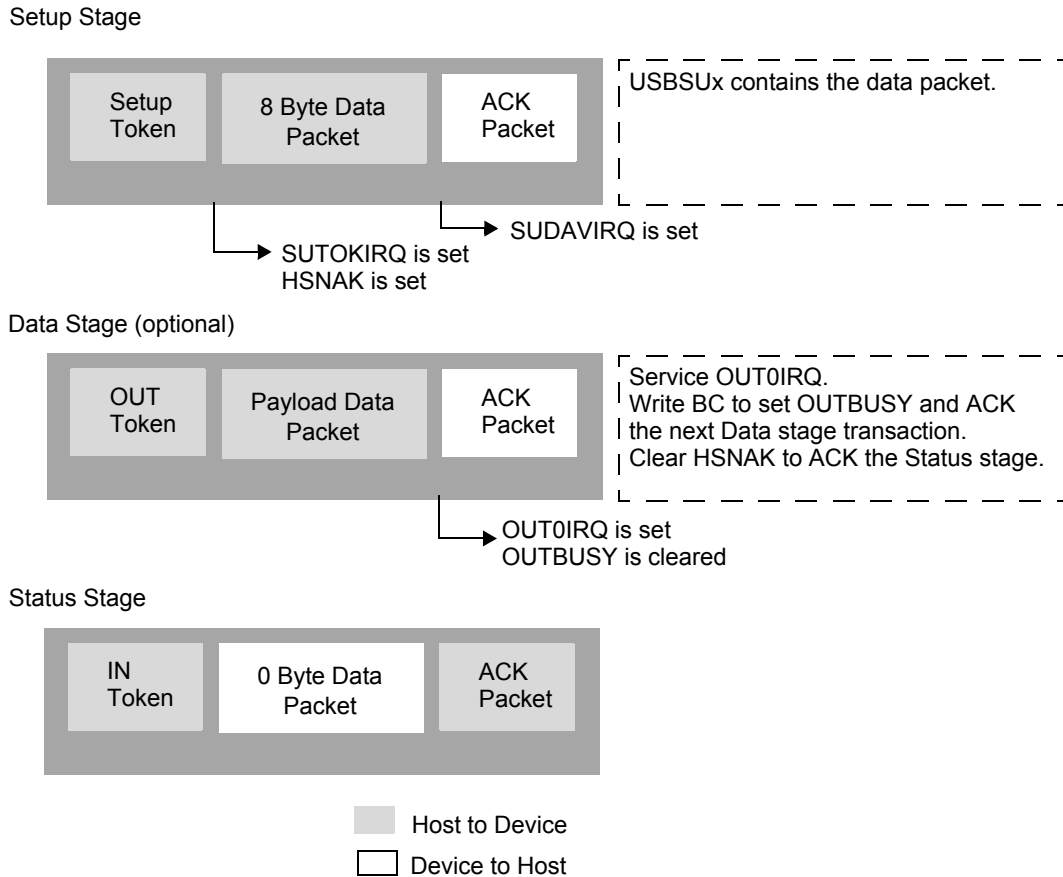 Setup Stage
Setup
Token
8 Byte Data
Packet
ACK
Packet
USBSUx contains the data packet.
SUDAVIRQ is set
SUTOKIRQ is set
HSNAK is set
Data Stage (optional)
OUT
Token
Payload Data
Packet
ACK
Packet
Service OUT0IRQ.
Write BC to set OUTBUSY and ACK
the next Data stage transaction.
Clear HSNAK to ACK the Status stage.
OUT0IRQ is set
OUTBUSY is cleared
Status Stage
IN
Token
0 Byte Data
Packet
ACK
Packet
Host to Device
Device to Host